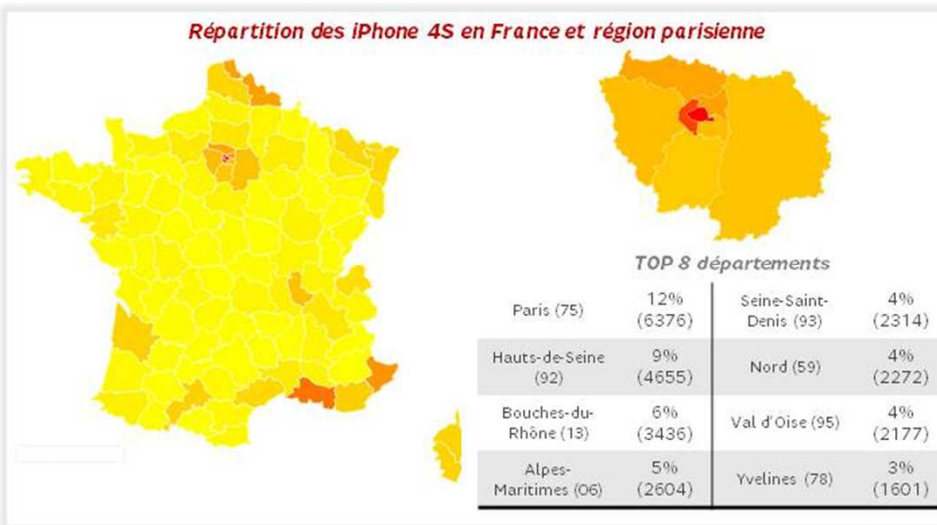 Répartition des iPhone 4S en France et région parisienne
TOP 8 départements
Paris (75)
12%
(6376)
Seine-Saint-
Denis (93)
4%
(2314)
Hauts-de-Seine
(92)
9%
(4655)
Nord (59)
4%
(2272)
Bouches-du-
Rhône (13)
6%
(3436)
Val d'Oise (95)
4%
(2177)
Alpes-
Maritimes (06)
5%
(2604)
Yvelines (78)
3%
(1601)